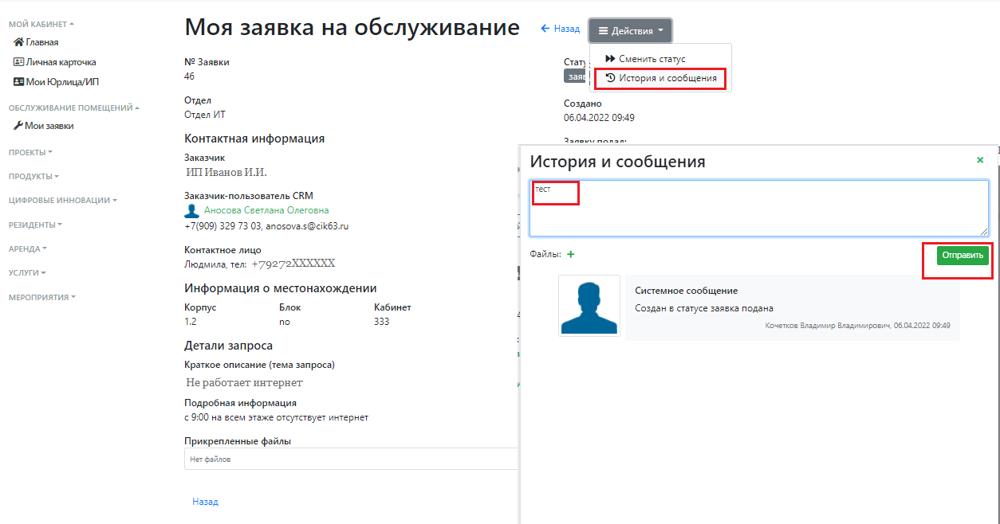 МОЙ КАБИНЕТ
Главная
Личная карточка
Мои Юрлица/ИП
ОБСЛУЖИВАНИЕ ПОМЕЩЕНИЙ
Мои заявки
ПРОЕКТЫ
ПРОДУКТЫ
ЦИФРОВЫЕ ИННОВАЦИИ
РЕЗИДЕНТЫ
АРЕНДА
УСЛУГИ
МЕРОПРИЯТИЯ
Моя заявка на обслуживание
Назад
Действия
Сменить статус
История и сообщения
№ Заявки
46
Отдел
Отдел ИТ
Контактная информация
Заказчик
ИП Иванов И.И.
Заказчик-пользователь CRM
Аносова Светлана Олеговна
+7(909) 329 73 03, anosova.s@cik63.ru
Контактное лицо
Людмила, тел: +79272XXXXXX
Информация о местонахождении
Корпус Блок Кабинет
1.2 no 333
Детали запроса
Краткое описание (тема запроса)
Не работает интернет
Подробная информация
с 9:00 на всем этаже отсутствует интернет
Прикрепленные файлы
Нет файлов
Назад
Создано
06.04.2022 09:49
Заявку подал:
История и сообщения
тест
Файлы: +
Отправить
Системное сообщение
Создан в статусе заявка подана
Кочетков Владимир Владимирович, 06.04.2022 09:49